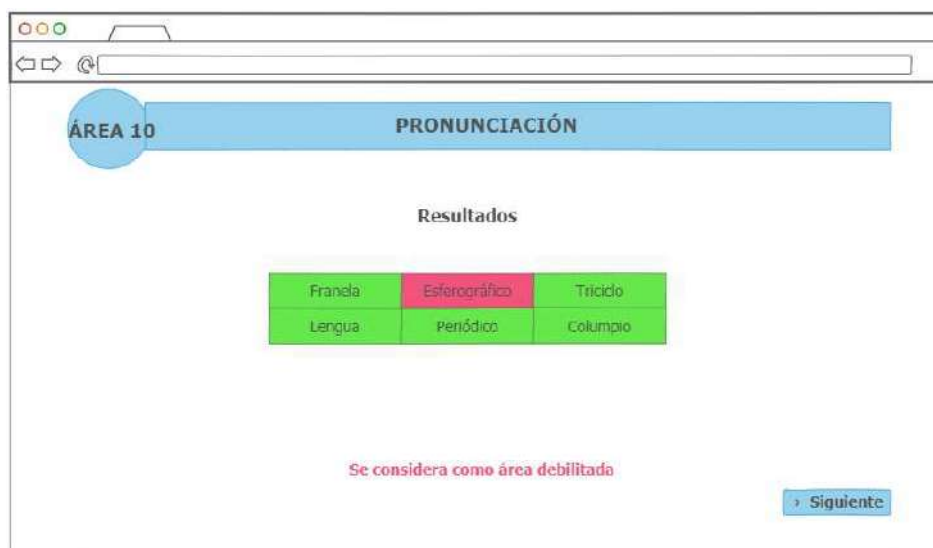 ÁREA 10
PRONUNCIACIÓN
Resultados
Franela Esferográfico Triciclo
Lengua Periódico Columpio
Se considera como área debilitada
› Siguiente